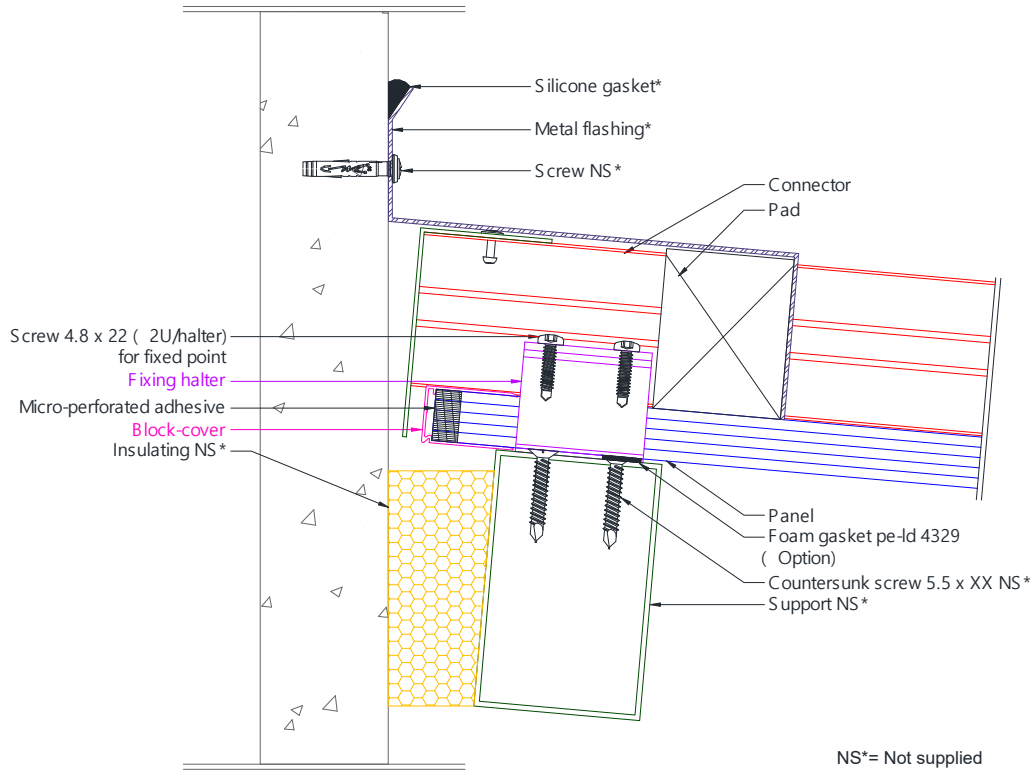 Silicone gasket*
Metal flashing*
Screw NS*
Connector
Pad
Screw 4.8 x 22 ( 2U/halter)
for fixed point
Fixing halter
Micro-perforated adhesive
Block-cover
Insulating NS*
Panel
Foam gasket pe-ld 4329
( Option)
Countersunk screw 5.5 x XX NS*
Support NS*
NS*= Not supplied